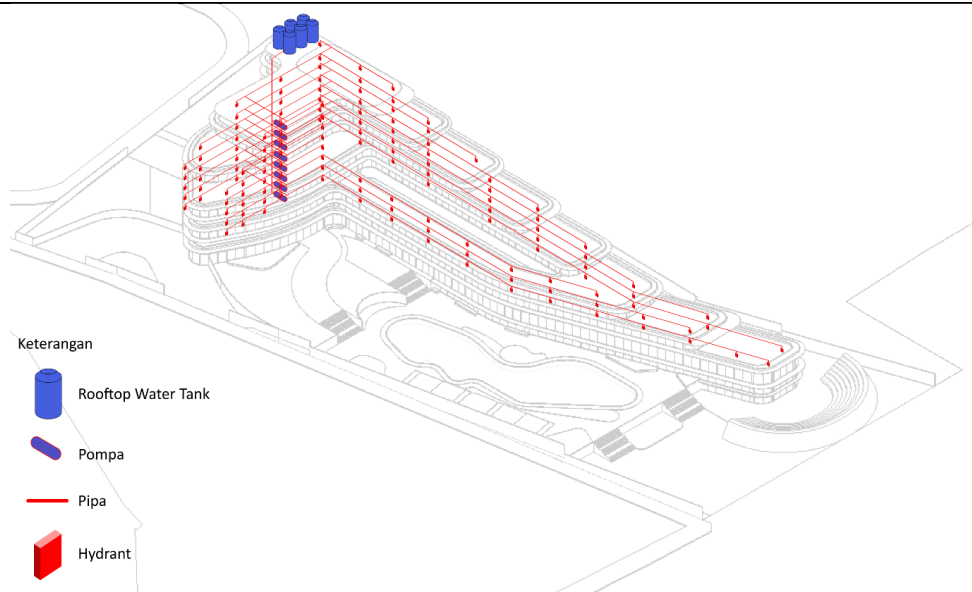 Keterangan
Rooftop Water Tank
Pompa
Pipa
Hydrant